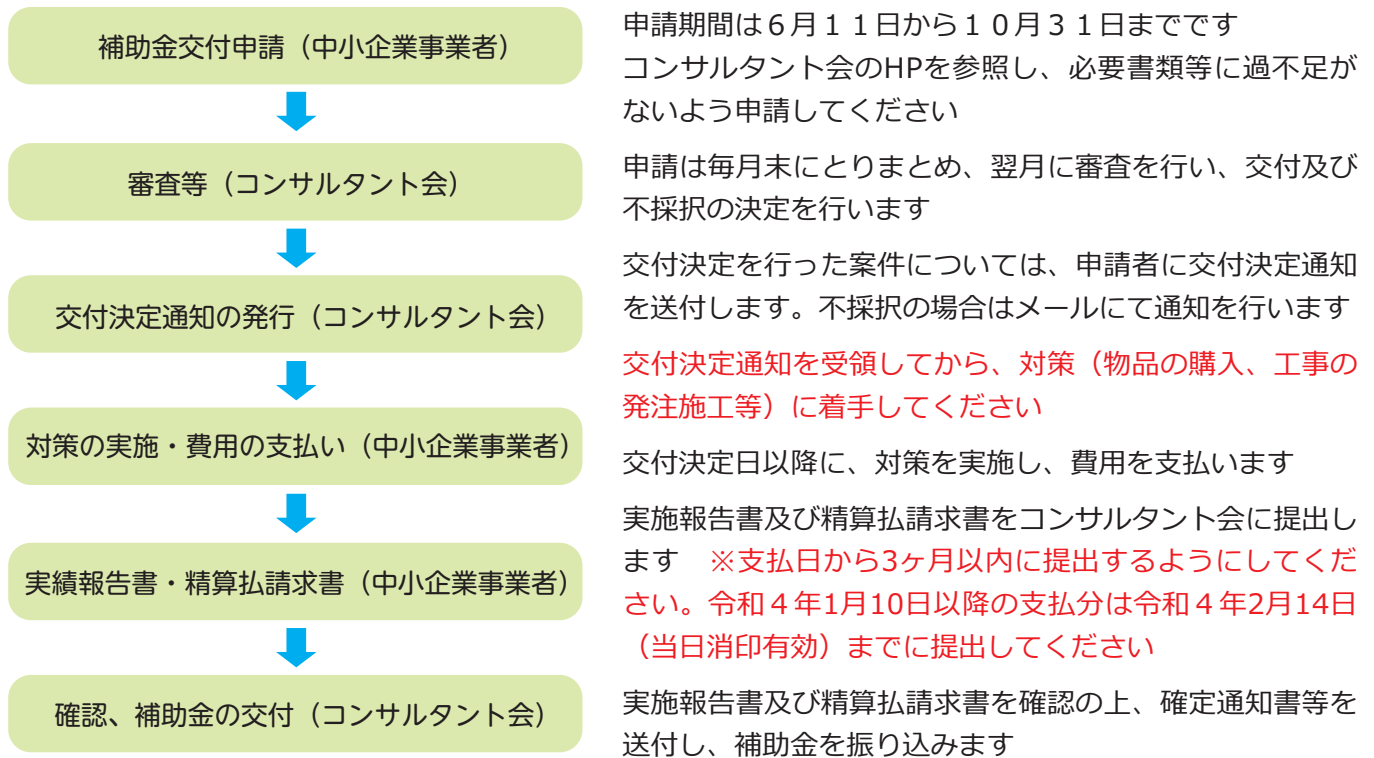 補助金交付申請（中小企業事業者）
申請期間は６月１１日から１０月３１日までです
コンサルタント会のHPを参照し、必要書類等に過不足が
ないよう申請してください
審査等（コンサルタント会）
申請は毎月末にとりまとめ、翌月に審査を行い、交付及び
不採択の決定を行います
交付決定通知の発行（コンサルタント会）
交付決定を行った案件については、申請者に交付決定通知
を送付します。不採択の場合はメールにて通知を行います
交付決定通知を受領してから、対策（物品の購入、工事の
発注施工等）に着手してください
対策の実施・費用の支払い（中小企業事業者）
交付決定日以降に、対策を実施し、費用を支払います
実績報告書・精算払請求書（中小企業事業者）
実施報告書及び精算払請求書をコンサルタント会に提出し
ます　※支払日から3ヶ月以内に提出するようにしてくだ
さい。令和４年1月10日以降の支払分は令和４年2月14日
（当日消印有効）までに提出してください
確認、補助金の交付（コンサルタント会）
実施報告書及び精算払請求書を確認の上、確定通知書等を
送付し、補助金を振り込みます